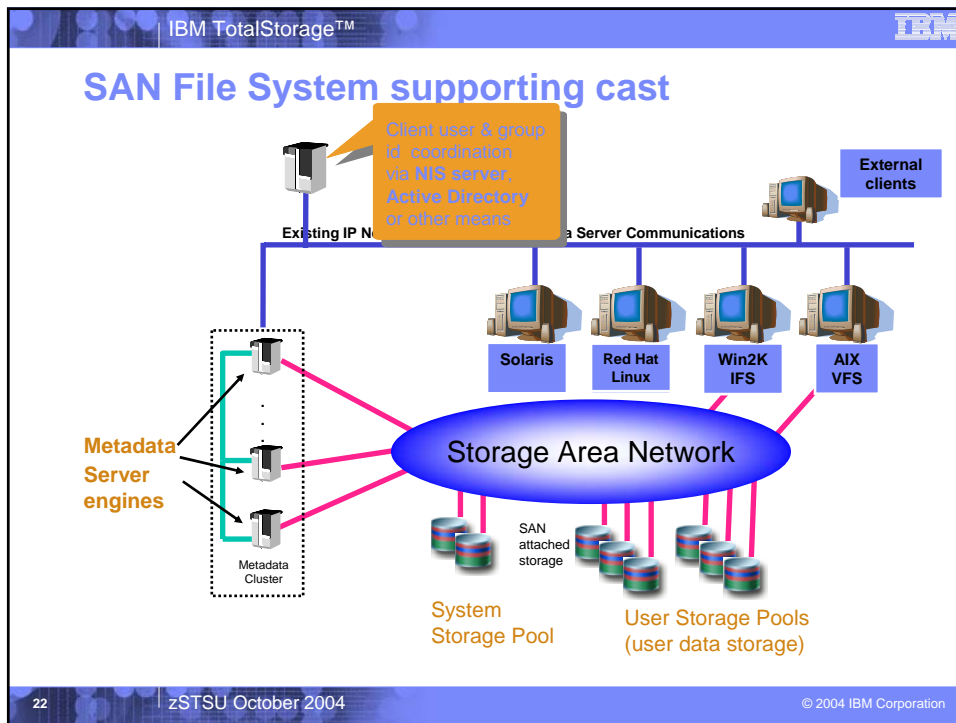 IBM TotalStorage™
IBM
SAN File System supporting cast
Client user & group
id coordination
via NIS server,
Active Directory
or other means
External
clients
Existing IP Ne
a Server Communications
Solaris
Red Hat
Linux
Win2K
IFS
AIX
VFS
Metadata
Server
engines
.
.
.
Storage Area Network
Metadata
Cluster
SAN
attached
storage
System
Storage Pool
User Storage Pools
(user data storage)
22
zSTSU October 2004
© 2004 IBM Corporation